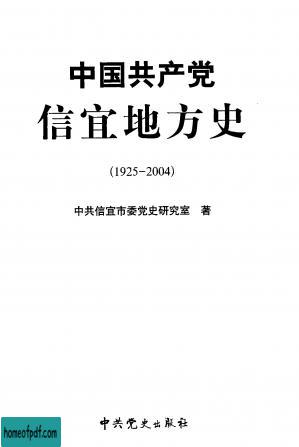 中国共产党
信宜地方史
(1925-2004)
中共信宜市委党史研究室 著
中共党史出版社
homeofpdf.com